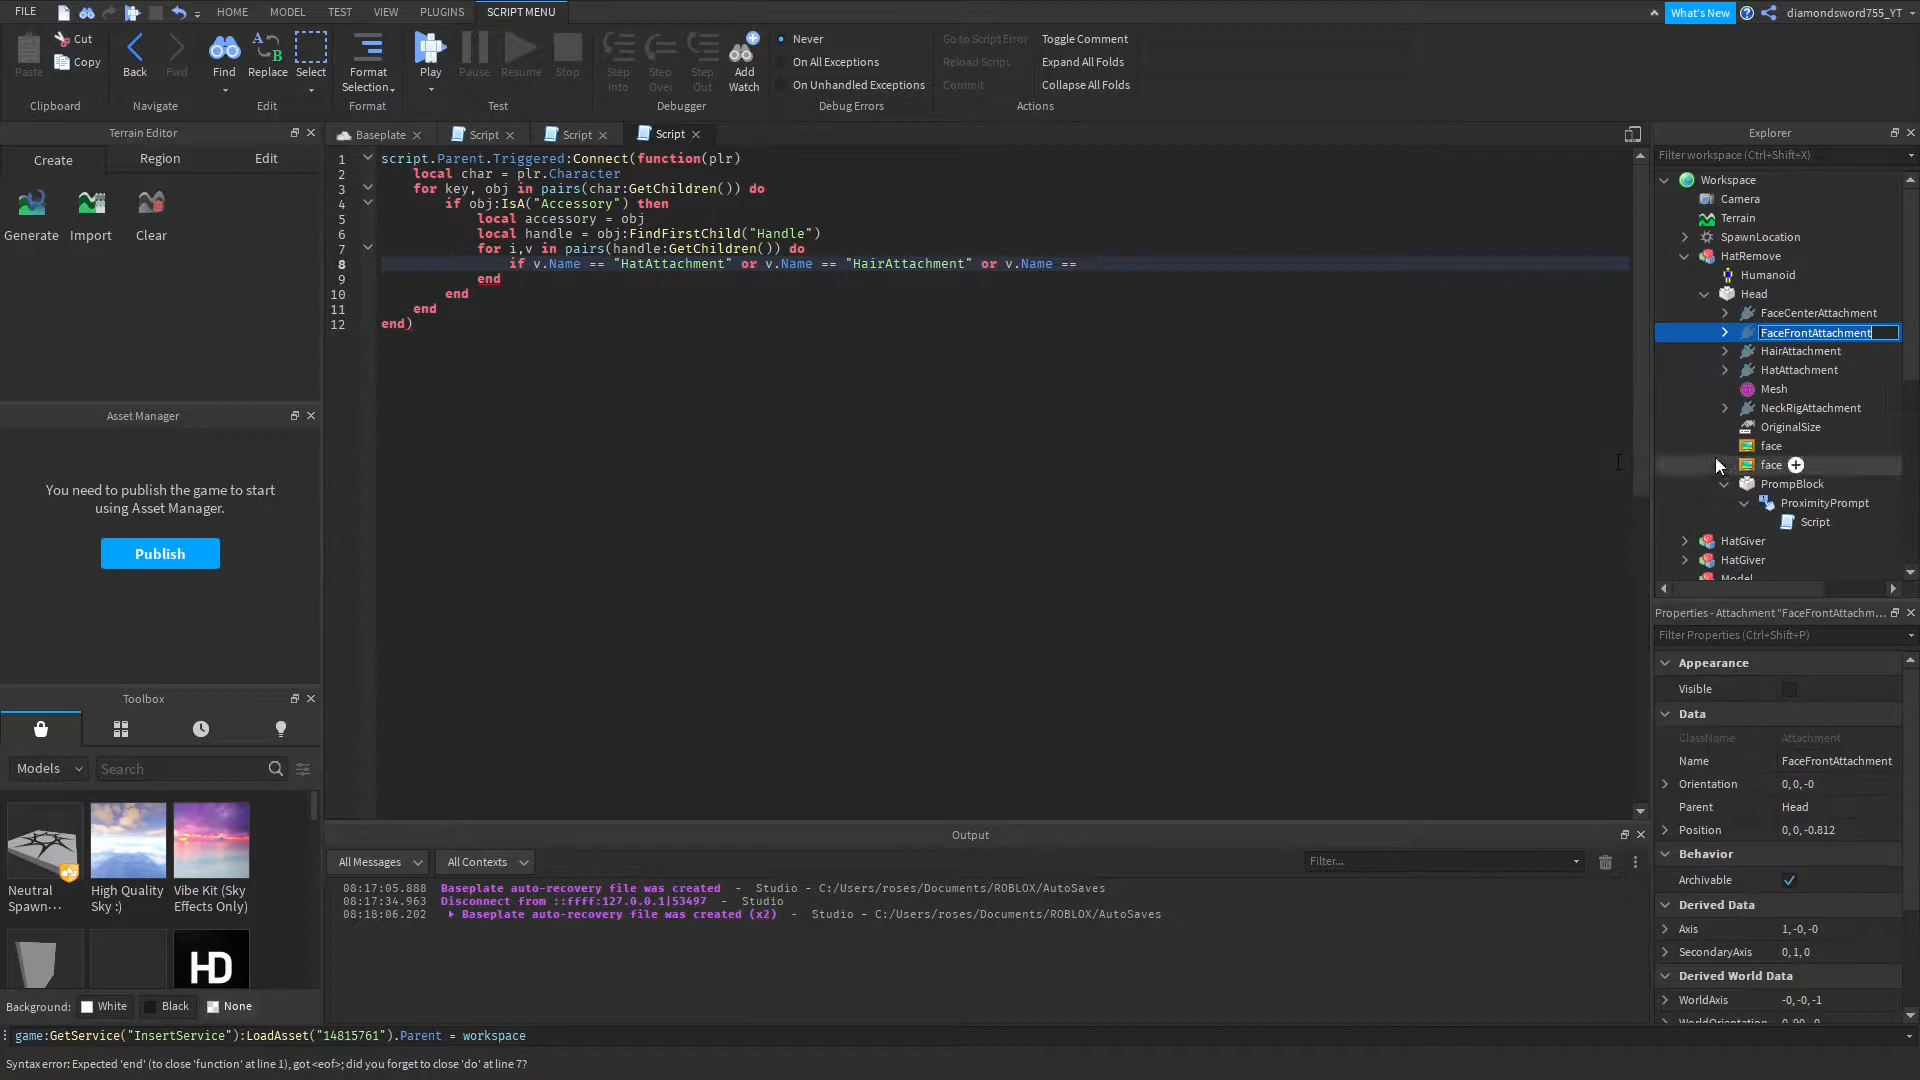 FILE HOME MODEL TEST VIEW PLUGINS SCRIPT MENU What's New diamondsword755_YT
Paste Cut Copy Clipboard
Back Fwd Navigate
Find Replace Select Edit
Format Selection Format
Play Pause Resume Stop Test
Step Into Step Over Step Out Add Watch Debugger
Never
On All Exceptions
On Unhandled Exceptions
Debug Errors
Go to Script Error Toggle Comment
Reload Script Expand All Folds
Commit Collapse All Folds
Actions
Terrain Editor
Create Region Edit
Generate Import Clear
Asset Manager
You need to publish the game to start
using Asset Manager.
Publish
Toolbox
Models Search
Neutral Spawn...
High Quality Sky :)
Vibe Kit (Sky Effects Only)
HD
Background: White Black None
Baseplate Script Script Script
1 script.Parent.Triggered:Connect(function(plr)
2 local char = plr.Character
3 for key, obj in pairs(char:GetChildren()) do
4 if obj:IsA("Accessory") then
5 local accessory = obj
6 local handle = obj:FindFirstChild("Handle")
7 for i,v in pairs(handle:GetChildren()) do
8 if v.Name == "HatAttachment" or v.Name == "HairAttachment" or v.Name ==
9 end
10 end
11 end
12 end)
Output
All Messages All Contexts Filter...
08:17:05.888 Baseplate auto-recovery file was created - Studio - C:/Users/roses/Documents/ROBLOX/AutoSaves
08:17:34.963 Disconnect from ::ffff:127.0.0.1|53497 - Studio
08:18:06.202 Baseplate auto-recovery file was created (x2) - Studio - C:/Users/roses/Documents/ROBLOX/AutoSaves
Explorer
Filter workspace (Ctrl+Shift+X)
Workspace
Camera
Terrain
SpawnLocation
HatRemove
Humanoid
Head
FaceCenterAttachment
FaceFrontAttachment
HairAttachment
HatAttachment
Mesh
NeckRigAttachment
OriginalSize
face
face
PrompBlock
ProximityPrompt
Script
HatGiver
HatGiver
Model
Properties - Attachment "FaceFrontAttachm...
Filter Properties (Ctrl+Shift+P)
Appearance
Visible
Data
ClassName Attachment
Name FaceFrontAttachment
Orientation 0, 0, -0
Parent Head
Position 0, 0, -0.812
Behavior
Archivable
Derived Data
Axis 1, -0, -0
SecondaryAxis 0, 1, 0
Derived World Data
WorldAxis -0, -0, -1
WorldOrientation 0, 90, 0
game:GetService("InsertService"):LoadAsset("14815761").Parent = workspace
Syntax error: Expected 'end' (to close 'function' at line 1), got <eof>; did you forget to close 'do' at line 7?